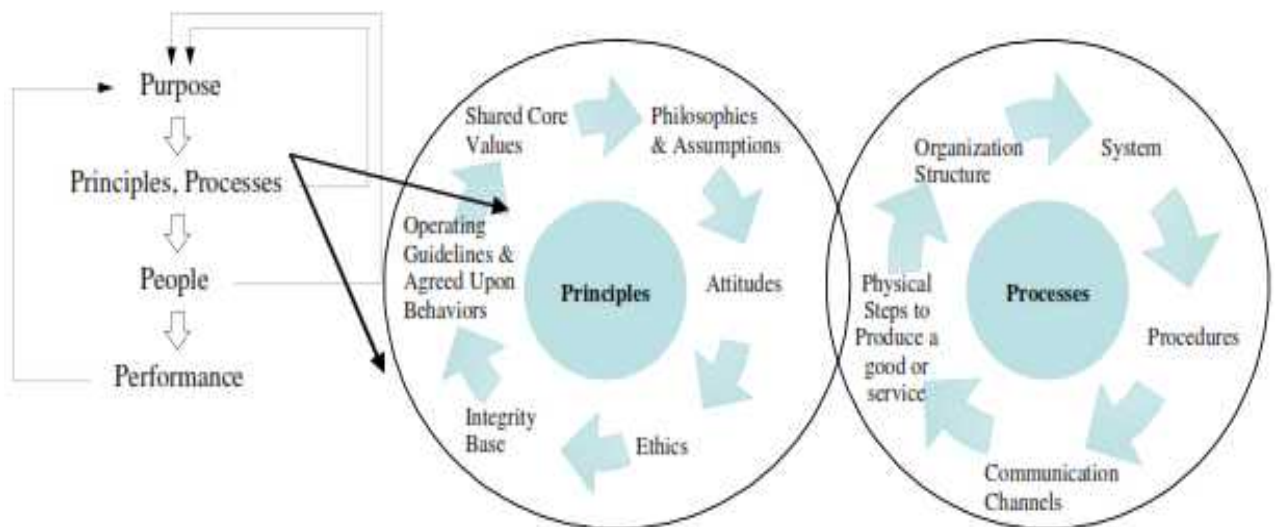 Purpose
Principles, Processes
People
Performance
Shared Core
Values
Philosophies
& Assumptions
Attitudes
Ethics
Integrity
Base
Operating
Guidelines &
Agreed Upon
Behaviors
Principles
Organization
Structure
System
Procedures
Communication
Channels
Physical
Steps to
Produce a
good or
service
Processes